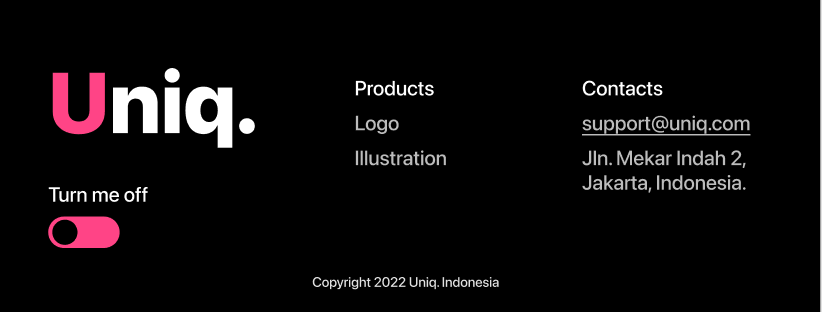 Uniq.
Turn me off
Products
Logo
Illustration
Contacts
support@uniq.com
Jln. Mekar Indah 2,
Jakarta, Indonesia.
Copyright 2022 Uniq. Indonesia